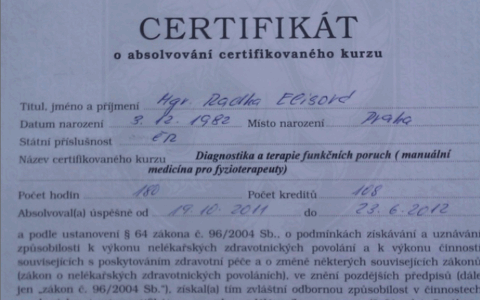 CERTIFIKÁT
o absolvování certifikovaného kurzu
Titul, jméno a příjmení Mgr. Radka Elisová
Datum narození 3. 12. 1982 Místo narození Praha
Státní příslušnost ČR
Název certifikovaného kurzu Diagnostika a terapie funkčních poruch ( manuální
medicína pro fyzioterapeuty)
Počet hodin 180 Počet kreditů 168
Absolvoval(a) úspěšné od 19. 10. 2011 do 23. 6. 2012
a podle ustanovení § 64 zákona č. 96/2004 Sb., o podmínkách získávání a uznávání
způsobilosti k výkonu nelékařských zdravotnických povolání a k výkonu činností
souvisejících s poskytováním zdravotní péče a o změně některých souvisejících zákonů
(zákon o nelékařských zdravotnických povoláních), ve znění pozdějších předpisů (dále
jen „zákon č. 96/2004 Sb."), získal(a) tím zvláštní odbornou způsobilost v činnostech